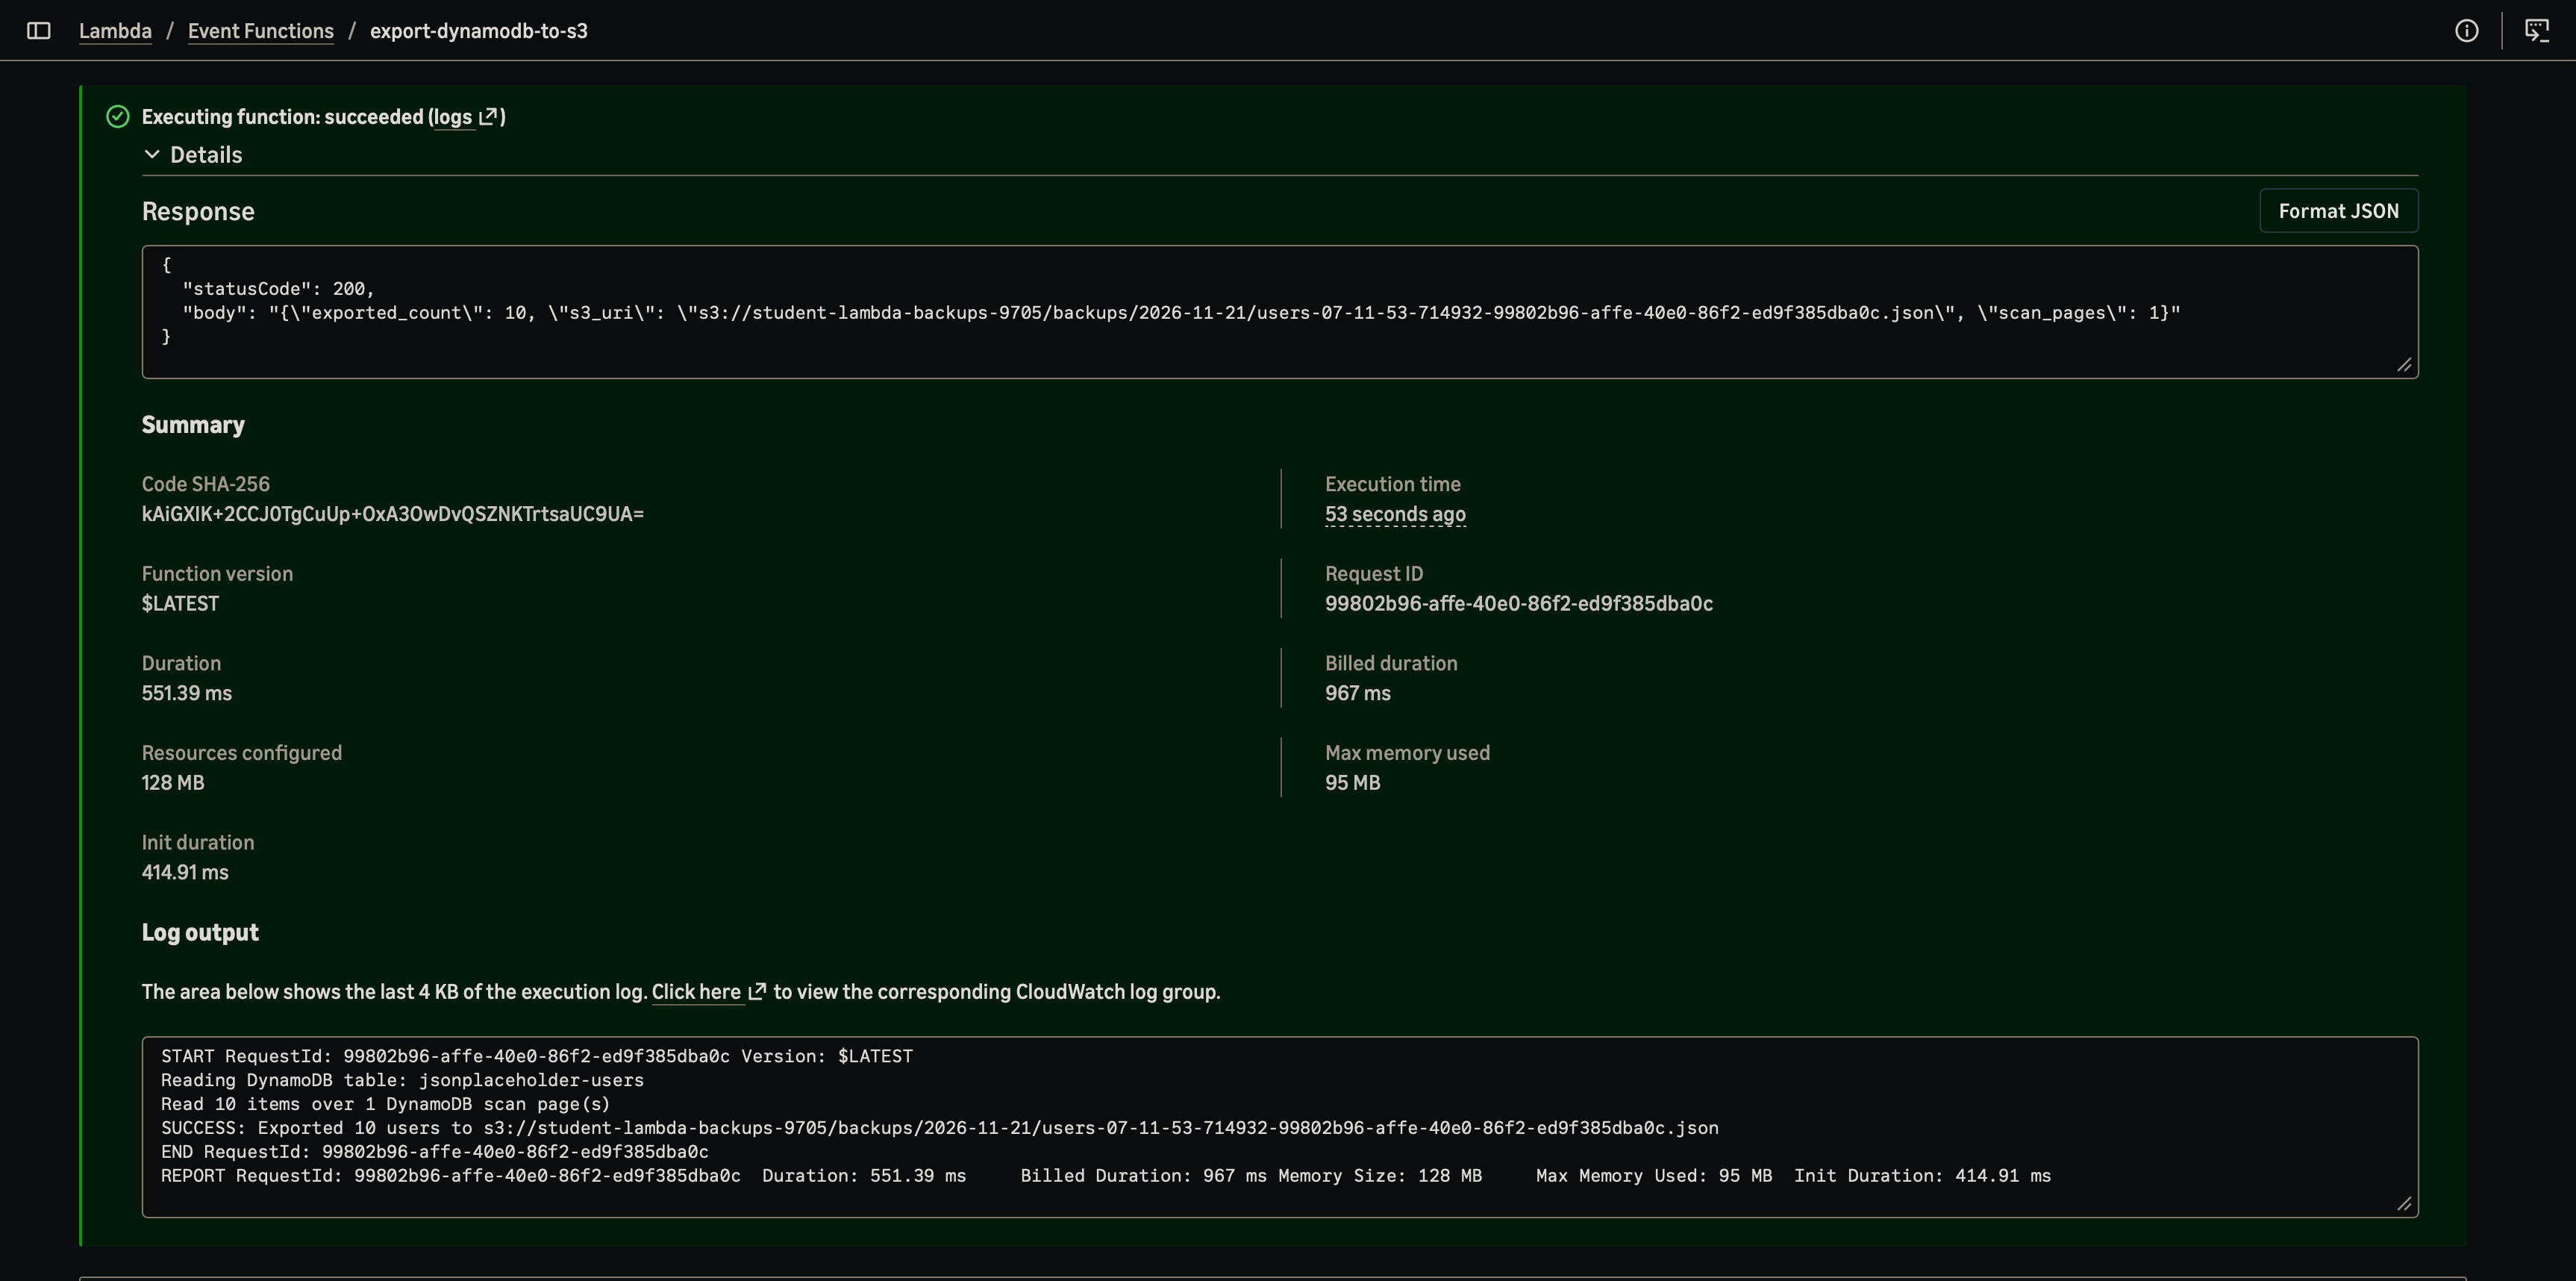 Lambda / Event Functions / export-dynamodb-to-s3
Executing function: succeeded (logs)
Details
Response
Format JSON
{
  "statusCode": 200,
  "body": "{\"exported_count\": 10, \"s3_uri\": \"s3://student-lambda-backups-9705/backups/2026-11-21/users-07-11-53-714932-99802b96-affe-40e0-86f2-ed9f385dba0c.json\", \"scan_pages\": 1}"
}
Summary
Code SHA-256
kAiGXIK+2CCJ0TgCuUp+OxA3OwDvQSZNKTrtsaUC9UA=
Execution time
53 seconds ago
Function version
$LATEST
Request ID
99802b96-affe-40e0-86f2-ed9f385dba0c
Duration
551.39 ms
Billed duration
967 ms
Resources configured
128 MB
Max memory used
95 MB
Init duration
414.91 ms
Log output
The area below shows the last 4 KB of the execution log. Click here to view the corresponding CloudWatch log group.
START RequestId: 99802b96-affe-40e0-86f2-ed9f385dba0c Version: $LATEST
Reading DynamoDB table: jsonplaceholder-users
Read 10 items over 1 DynamoDB scan page(s)
SUCCESS: Exported 10 users to s3://student-lambda-backups-9705/backups/2026-11-21/users-07-11-53-714932-99802b96-affe-40e0-86f2-ed9f385dba0c.json
END RequestId: 99802b96-affe-40e0-86f2-ed9f385dba0c
REPORT RequestId: 99802b96-affe-40e0-86f2-ed9f385dba0c  Duration: 551.39 ms     Billed Duration: 967 ms Memory Size: 128 MB     Max Memory Used: 95 MB  Init Duration: 414.91 ms